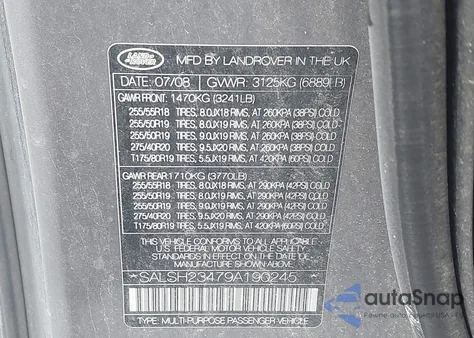 LAND
ROVER
MFD BY LANDROVER IN THE UK
DATE: 07/08 GVWR: 3125KG (6889LB)
GAWR FRONT: 1470KG (3241LB)
255/55R18 TIRES, 8.0JX18 RIMS, AT 260KPA (38PSI) COLD
255/50R19 TIRES, 8.0JX19 RIMS, AT 260KPA (38PSI) COLD
255/50R19 TIRES, 9.0JX19 RIMS, AT 260KPA (38PSI) COLD
275/40R20 TIRES, 9.5JX20 RIMS, AT 260KPA (38PSI) COLD
T175/80R19 TIRES, 5.5JX19 RIMS, AT 420KPA (60PSI) COLD
GAWR REAR: 1710KG (3770LB)
255/55R18 TIRES, 8.0JX18 RIMS, AT 290KPA (42PSI) COLD
255/50R19 TIRES, 8.0JX19 RIMS, AT 290KPA (42PSI) COLD
255/50R19 TIRES, 9.0JX19 RIMS, AT 290KPA (42PSI) COLD
275/40R20 TIRES, 9.5JX20 RIMS, AT 290KPA (42PSI) COLD
T175/80R19 TIRES, 5.5JX19 RIMS, AT 420KPA (60PSI) COLD
THIS VEHICLE CONFORMS TO ALL APPLICABLE
US FEDERAL MOTOR VEHICLE SAFETY
STANDARDS IN EFFECT ON THE DATE OF
MANUFACTURE SHOWN ABOVE
*SALSH23479A190245*
TYPE: MULTI-PURPOSE PASSENGER VEHICLE
autoSnap
Pewne auto prosto z USA